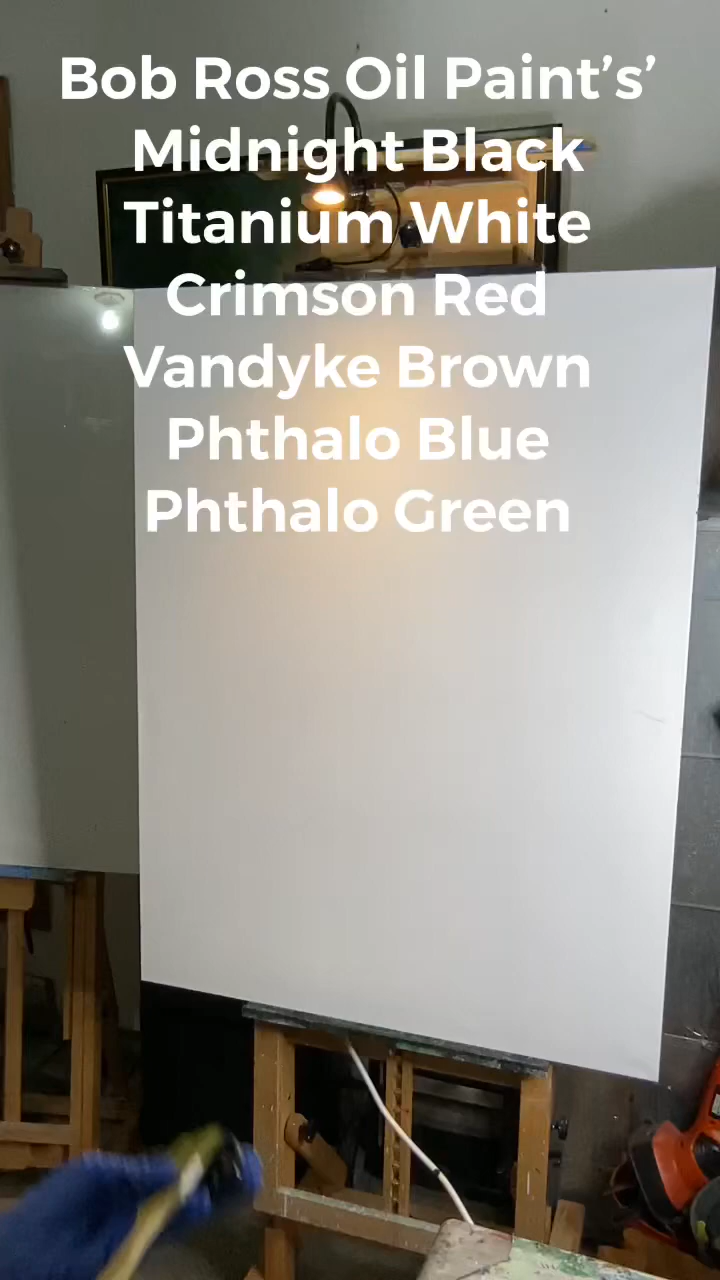 Bob Ross Oil Paint’s’
Midnight Black
Titanium White
Crimson Red
Vandyke Brown
Phthalo Blue
Phthalo Green